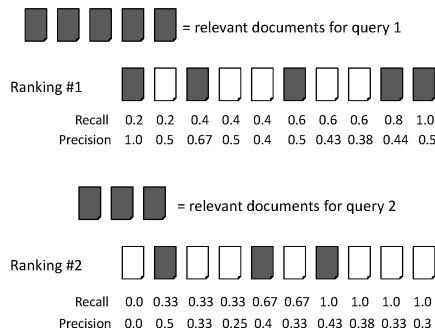 = relevant documents for query 1
Ranking #1
Recall 0.2 0.2 0.4 0.4 0.4 0.6 0.6 0.6 0.8 1.0
Precision 1.0 0.5 0.67 0.5 0.4 0.5 0.43 0.38 0.44 0.5
= relevant documents for query 2
Ranking #2
Recall 0.0 0.33 0.33 0.33 0.67 0.67 1.0 1.0 1.0 1.0
Precision 0.0 0.5 0.33 0.25 0.4 0.33 0.43 0.38 0.33 0.3